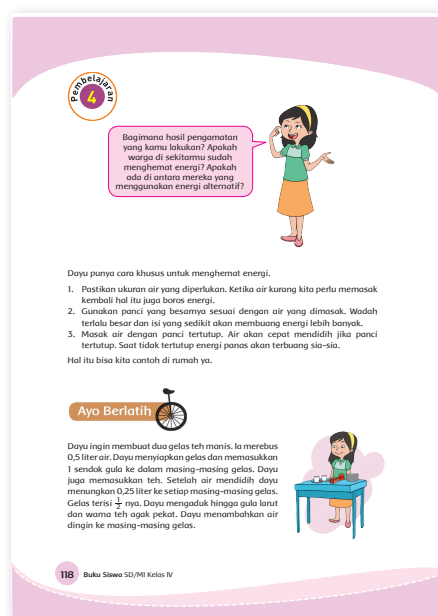 Pembelajaran
4
Bagimana hasil pengamatan
yang kamu lakukan? Apakah
warga di sekitarmu sudah
menghemat energi? Apakah
ada di antara mereka yang
menggunakan energi alternatif?
Dayu punya cara khusus untuk menghemat energi.
1. Pastikan ukuran air yang diperlukan. Ketika air kurang kita perlu memasak
kembali hal itu juga boros energi.
2. Gunakan panci yang besarnya sesuai dengan air yang dimasak. Wadah
terlalu besar dan isi yang sedikit akan membuang energi lebih banyak.
3. Masak air dengan panci tertutup. Air akan cepat mendidih jika panci
tertutup. Saat tidak tertutup energi panas akan terbuang sia-sia.
Hal itu bisa kita contoh di rumah ya.
Ayo Berlatih
Dayu ingin membuat dua gelas teh manis. Ia merebus
0,5 liter air. Dayu menyiapkan gelas dan memasukkan
1 sendok gula ke dalam masing-masing gelas. Dayu
juga memasukkan teh. Setelah air mendidih dayu
menungkan 0,25 liter ke setiap masing-masing gelas.
Gelas terisi 1/2 nya. Dayu mengaduk hingga gula larut
dan warna teh agak pekat. Dayu menambahkan air
dingin ke masing-masing gelas.
118 Buku Siswa SD/MI Kelas IV